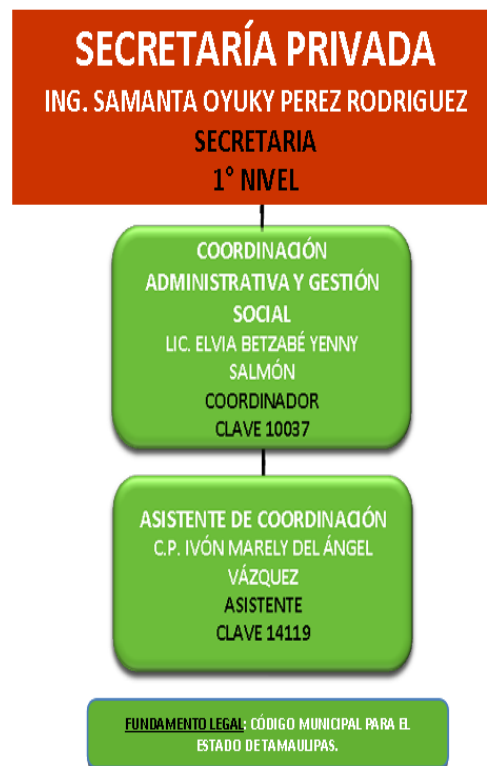 SECRETARÍA PRIVADA
ING. SAMANTA OYUKY PEREZ RODRIGUEZ
SECRETARIA
1° NIVEL
COORDINACIÓN
ADMINISTRATIVA Y GESTIÓN
SOCIAL
LIC. ELVIA BETZABÉ YENNY
SALMÓN
COORDINADOR
CLAVE 10037
ASISTENTE DE COORDINACIÓN
C.P. IVÓN MARELY DEL ÁNGEL
VÁZQUEZ
ASISTENTE
CLAVE 14119
FUNDAMENTO LEGAL: CÓDIGO MUNICIPAL PARA EL
ESTADO DE TAMAULIPAS.